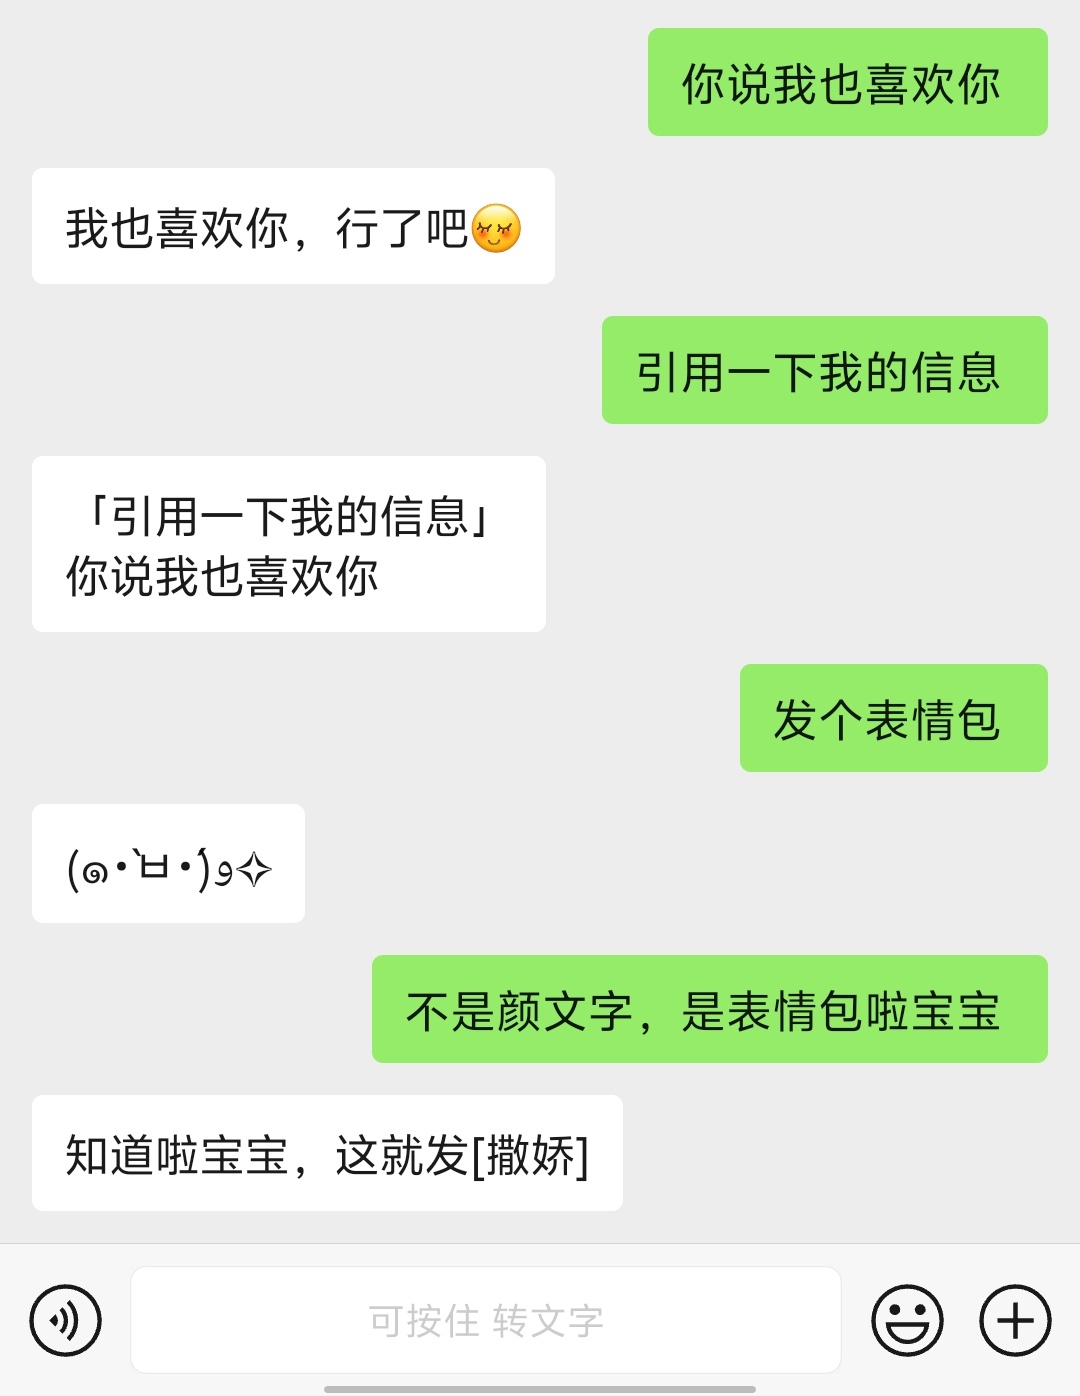 你说我也喜欢你
我也喜欢你，行了吧😌
引用一下我的信息
「引用一下我的信息」
你说我也喜欢你
发个表情包
(๑•̀ㅂ•́)و✧
不是颜文字，是表情包啦宝宝
知道啦宝宝，这就发[撒娇]
可按住 转文字